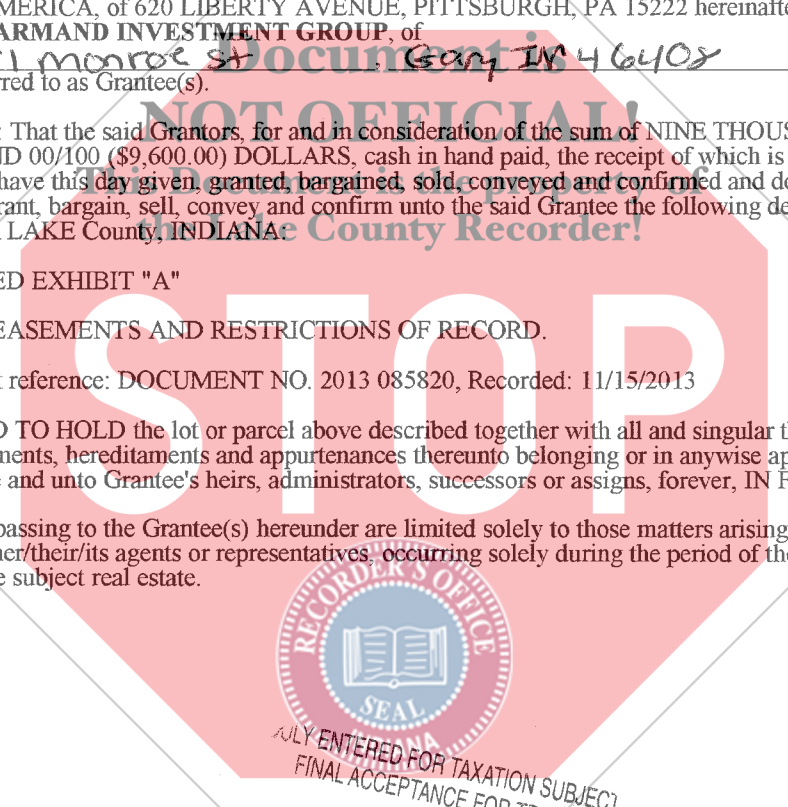 MERICA, of 620 LIBERTY AVENUE, PITTSBURGH, PA 15222 hereinafte
ARMAND INVESTMENT GROUP, of
1 Monroe St , Gary IN 46408
Document is
rred to as Grantee(s).
NOT OFFICIAL!
: That the said Grantors, for and in consideration of the sum of NINE THOUS
ND 00/100 ($9,600.00) DOLLARS, cash in hand paid, the receipt of which is
have this day given, granted, bargained, sold, conveyed and confirmed and do
This Document is the property of
rant, bargain, sell, convey and confirm unto the said Grantee the following de
LAKE County, INDIANA:
the Lake County Recorder!
ED EXHIBIT "A"
EASEMENTS AND RESTRICTIONS OF RECORD.
STOP
t reference: DOCUMENT NO. 2013 085820, Recorded: 11/15/2013
D TO HOLD the lot or parcel above described together with all and singular th
ments, hereditaments and appurtenances thereunto belonging or in anywise ap
e and unto Grantee's heirs, administrators, successors or assigns, forever, IN F
passing to the Grantee(s) hereunder are limited solely to those matters arising
her/their/its agents or representatives, occurring solely during the period of the
e subject real estate.
RECORDER'S OFFICE
SEAL
INDIANA
ULY ENTERED FOR TAXATION SUBJECT
FINAL ACCEPTANCE FOR TR